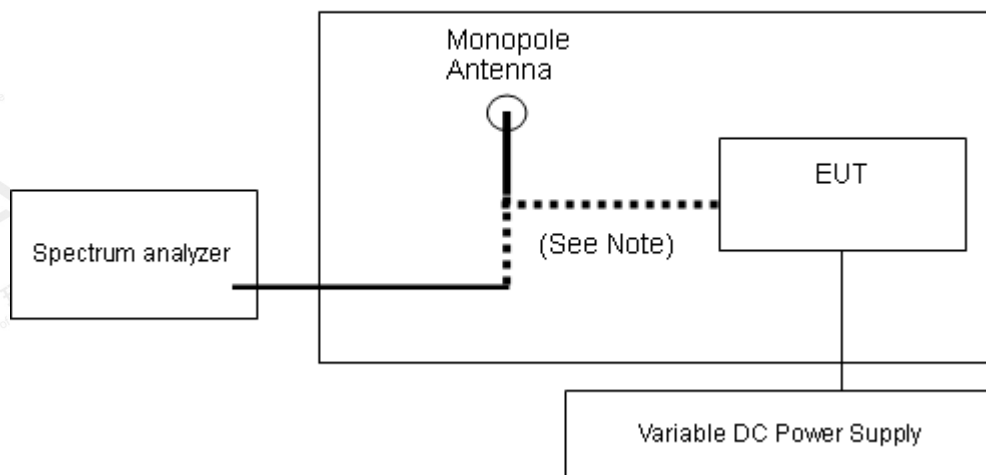 Monopole
Antenna
EUT
Spectrum analyzer
(See Note)
Variable DC Power Supply